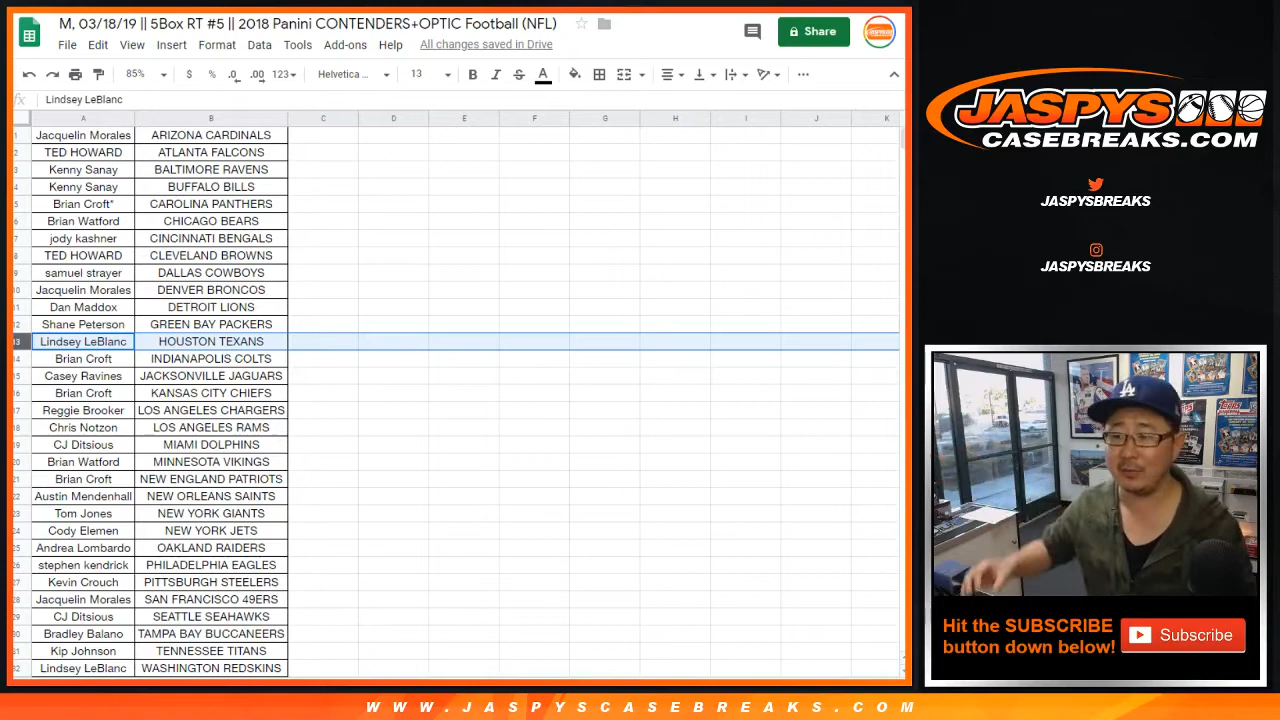 M, 03/18/19 || 5Box RT #5 || 2018 Panini CONTENDERS+OPTIC Football (NFL)
File Edit View Insert Format Data Tools Add-ons Help All changes saved in Drive
Share
85% $ % .0 .00 123 Helvetica ... 13 B I S A
fx Lindsey LeBlanc
A B C D E F G H I J K
1 Jacquelin Morales ARIZONA CARDINALS
2 TED HOWARD ATLANTA FALCONS
3 Kenny Sanay BALTIMORE RAVENS
4 Kenny Sanay BUFFALO BILLS
5 Brian Croft* CAROLINA PANTHERS
6 Brian Watford CHICAGO BEARS
7 jody kashner CINCINNATI BENGALS
8 TED HOWARD CLEVELAND BROWNS
9 samuel strayer DALLAS COWBOYS
10 Jacquelin Morales DENVER BRONCOS
11 Dan Maddox DETROIT LIONS
12 Shane Peterson GREEN BAY PACKERS
13 Lindsey LeBlanc HOUSTON TEXANS
14 Brian Croft INDIANAPOLIS COLTS
15 Casey Ravines JACKSONVILLE JAGUARS
16 Brian Croft KANSAS CITY CHIEFS
17 Reggie Brooker LOS ANGELES CHARGERS
18 Chris Notzon LOS ANGELES RAMS
19 CJ Ditsious MIAMI DOLPHINS
20 Brian Watford MINNESOTA VIKINGS
21 Brian Croft NEW ENGLAND PATRIOTS
22 Austin Mendenhall NEW ORLEANS SAINTS
23 Tom Jones NEW YORK GIANTS
24 Cody Elemen NEW YORK JETS
25 Andrea Lombardo OAKLAND RAIDERS
26 stephen kendrick PHILADELPHIA EAGLES
27 Kevin Crouch PITTSBURGH STEELERS
28 Jacquelin Morales SAN FRANCISCO 49ERS
29 CJ Ditsious SEATTLE SEAHAWKS
30 Bradley Balano TAMPA BAY BUCCANEERS
31 Kip Johnson TENNESSEE TITANS
32 Lindsey LeBlanc WASHINGTON REDSKINS
JASPYS
CASEBREAKS.COM
JASPYSBREAKS
JASPYSBREAKS
LA
Hit the SUBSCRIBE
button down below!
Subscribe
WWW.JASPYSCASEBREAKS.COM